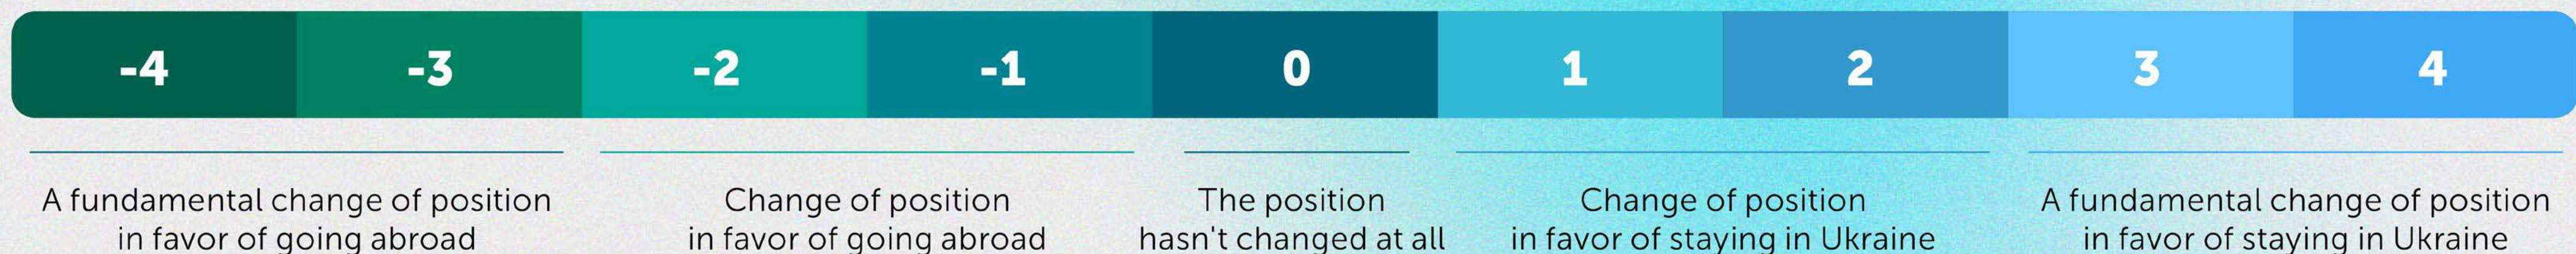 -4 -3 -2 -1 0 1 2 3 4
A fundamental change of position
in favor of going abroad
Change of position
in favor of going abroad
The position
hasn't changed at all
Change of position
in favor of staying in Ukraine
A fundamental change of position
in favor of staying in Ukraine